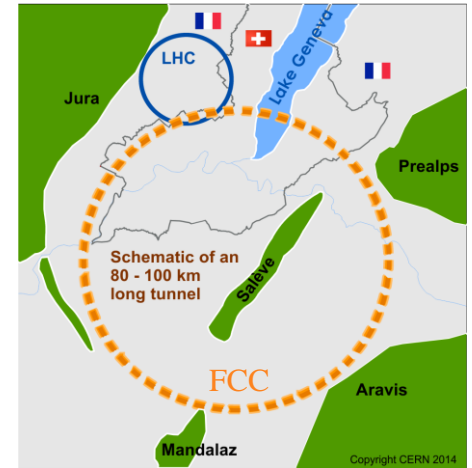 LHC
Lake Geneva
Jura
Prealps
Schematic of an
80 - 100 km
long tunnel
Salève
FCC
Aravis
Mandalaz
Copyright CERN 2014